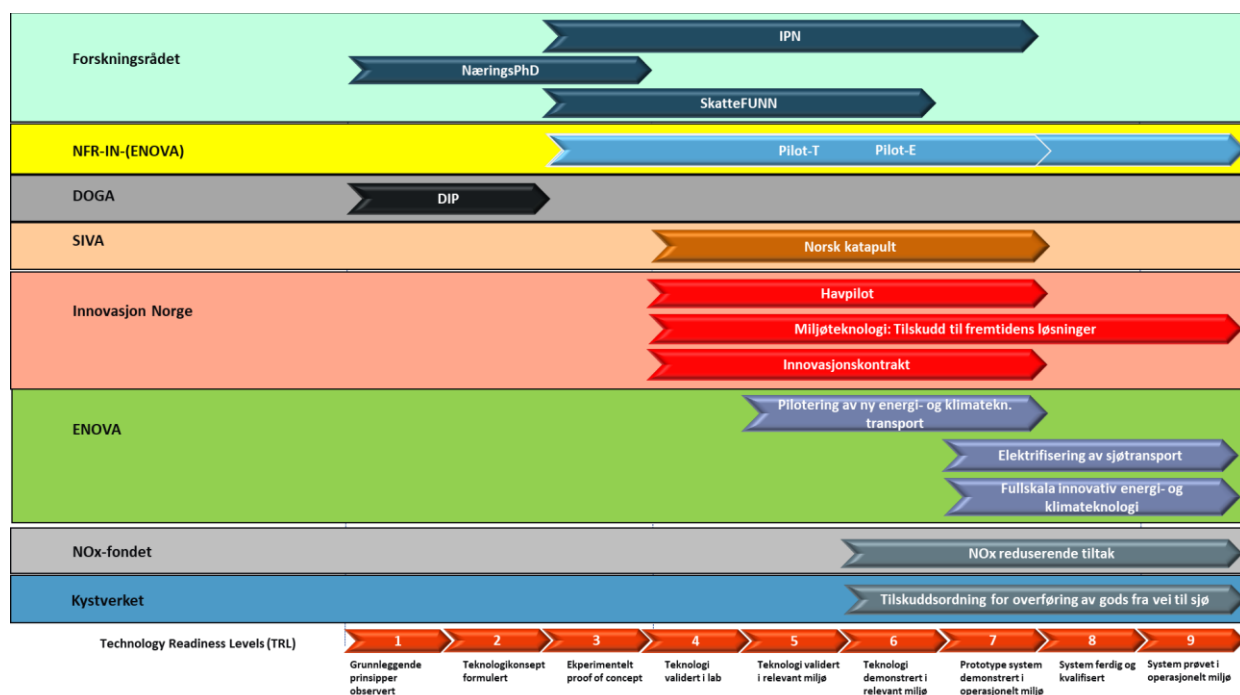 Forskningsrådet
IPN
NæringsPhD
SkatteFUNN
NFR-IN-(ENOVA)
Pilot-T Pilot-E
DOGA
DIP
SIVA
Norsk katapult
Innovasjon Norge
Havpilot
Miljøteknologi: Tilskudd til fremtidens løsninger
Innovasjonskontrakt
ENOVA
Pilotering av ny energi- og klimatekn.
transport
Elektrifisering av sjøtransport
Fullskala innovativ energi- og
klimateknologi
NOx-fondet
NOx reduserende tiltak
Kystverket
Tilskuddsordning for overføring av gods fra vei til sjø
Technology Readiness Levels (TRL)
1 2 3 4 5 6 7 8 9
Grunnleggende
prinsipper
observert
Teknologikonsept
formulert
Ekperimentelt
proof of concept
Teknologi
validert i lab
Teknologi validert
i relevant miljø
Teknologi
demonstrert i
relevant miljø
Prototype system
demonstrert i
operasjonelt miljø
System ferdig og
kvalifisert
System prøvet i
operasjonelt miljø